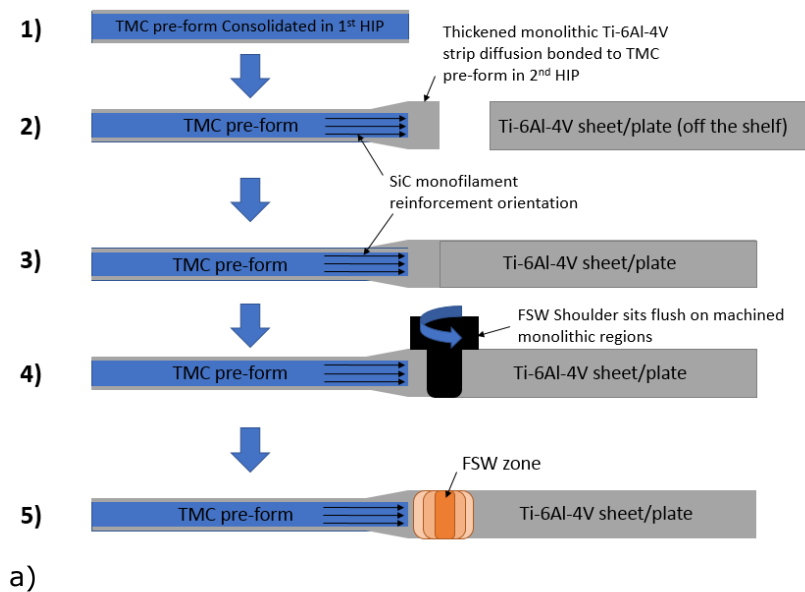 1)
TMC pre-form Consolidated in 1st HIP
Thickened monolithic Ti-6Al-4V
strip diffusion bonded to TMC
pre-form in 2nd HIP
2)
TMC pre-form
Ti-6Al-4V sheet/plate (off the shelf)
SiC monofilament
reinforcement orientation
3)
TMC pre-form
Ti-6Al-4V sheet/plate
FSW Shoulder sits flush on machined
monolithic regions
4)
TMC pre-form
Ti-6Al-4V sheet/plate
FSW zone
5)
TMC pre-form
Ti-6Al-4V sheet/plate
a)